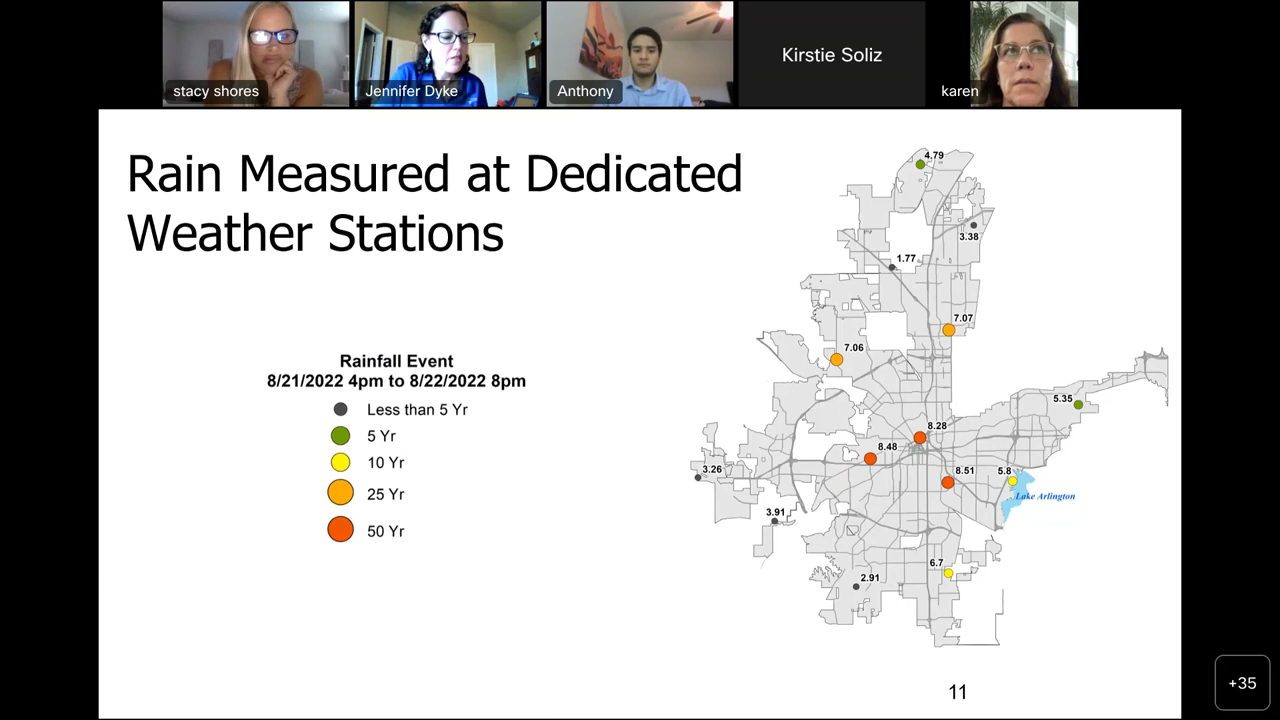 stacy shores
Jennifer Dyke
Anthony
Kirstie Soliz
karen
Rain Measured at Dedicated
Weather Stations
Rainfall Event
8/21/2022 4pm to 8/22/2022 8pm
Less than 5 Yr
5 Yr
10 Yr
25 Yr
50 Yr
4.79
3.38
1.77
7.07
7.06
5.35
8.28
8.48
8.51
5.8
3.26
Lake Arlington
3.91
6.7
2.91
11
+35